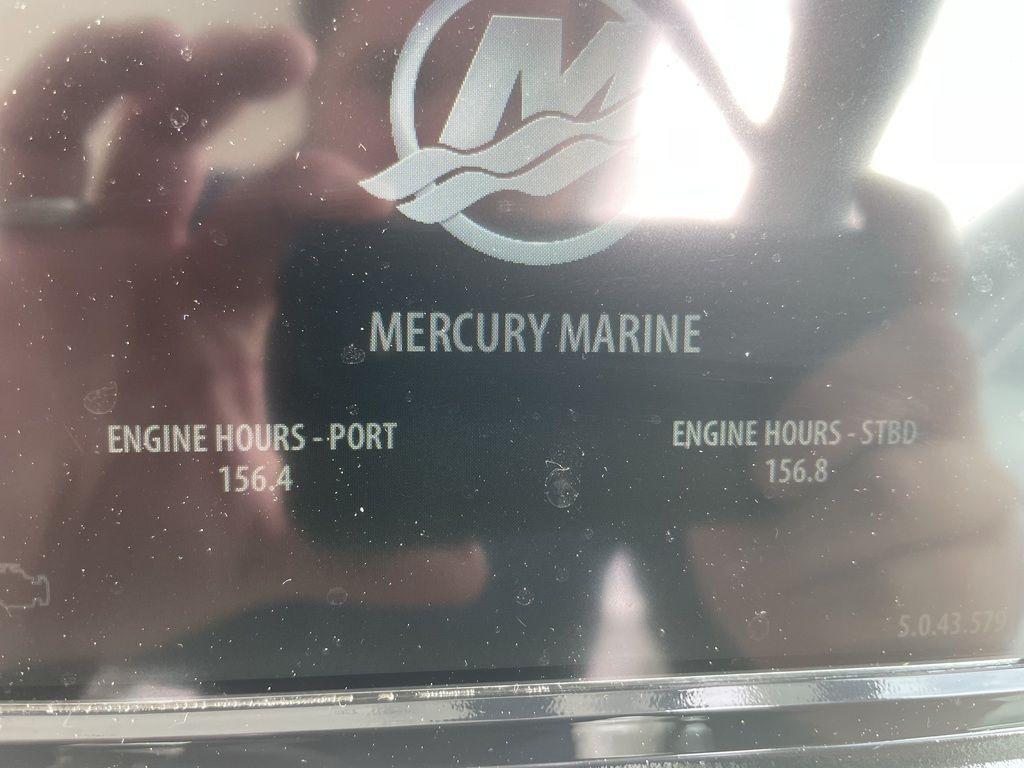 M
MERCURY MARINE
ENGINE HOURS - PORT
156.4
ENGINE HOURS - STBD
156.8
5.0.43.579